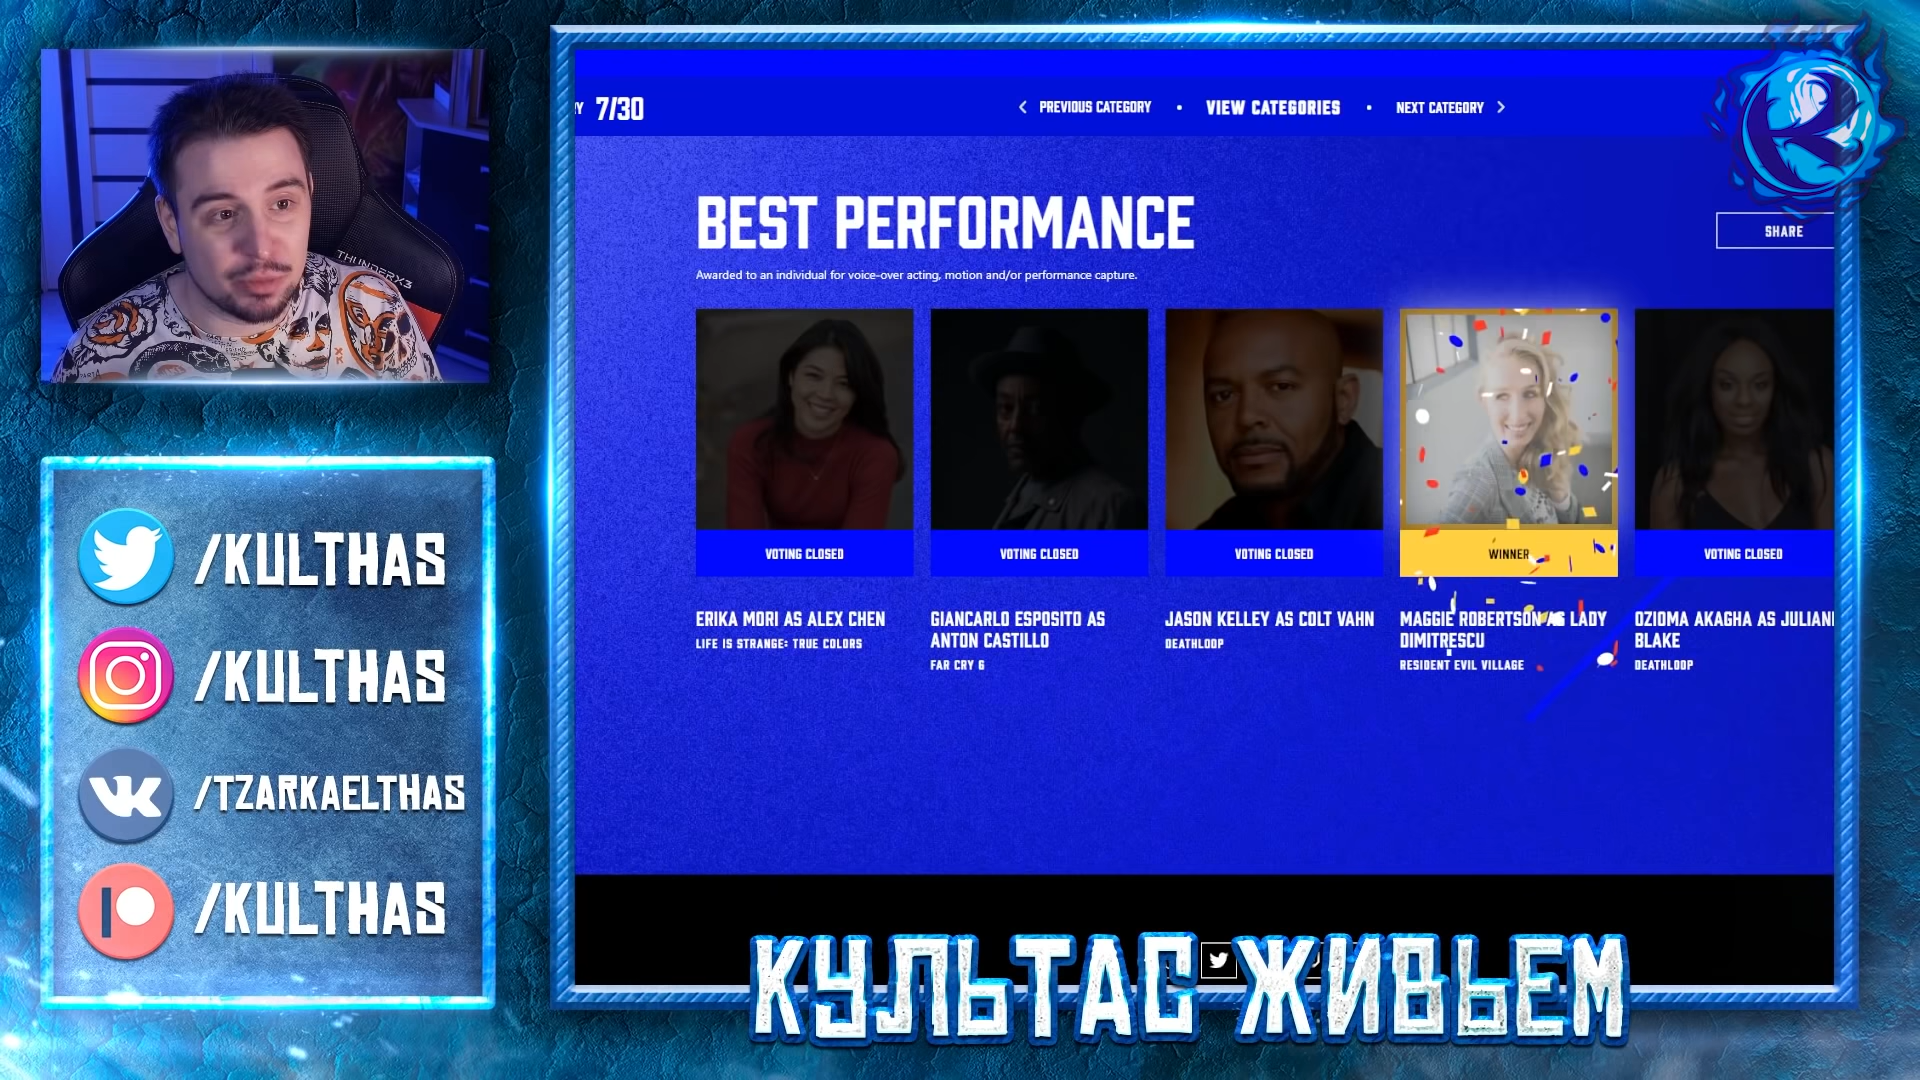 7/30
PREVIOUS CATEGORY • VIEW CATEGORIES • NEXT CATEGORY
BEST PERFORMANCE
SHARE
Awarded to an individual for voice-over acting, motion and/or performance capture.
VOTING CLOSED
ERIKA MORI AS ALEX CHEN
LIFE IS STRANGE: TRUE COLORS
VOTING CLOSED
GIANCARLO ESPOSITO AS
ANTON CASTILLO
FAR CRY 6
VOTING CLOSED
JASON KELLEY AS COLT VAHN
DEATHLOOP
WINNER
MAGGIE ROBERTSON AS LADY
DIMITRESCU
RESIDENT EVIL VILLAGE
VOTING CLOSED
OZIOMA AKAGHA AS JULIAN
BLAKE
DEATHLOOP
THUNDERX3
/KULTHAS
/KULTHAS
/TZARKAELTHAS
/KULTHAS
КУЛЬТАС ЖИВЬЕМ